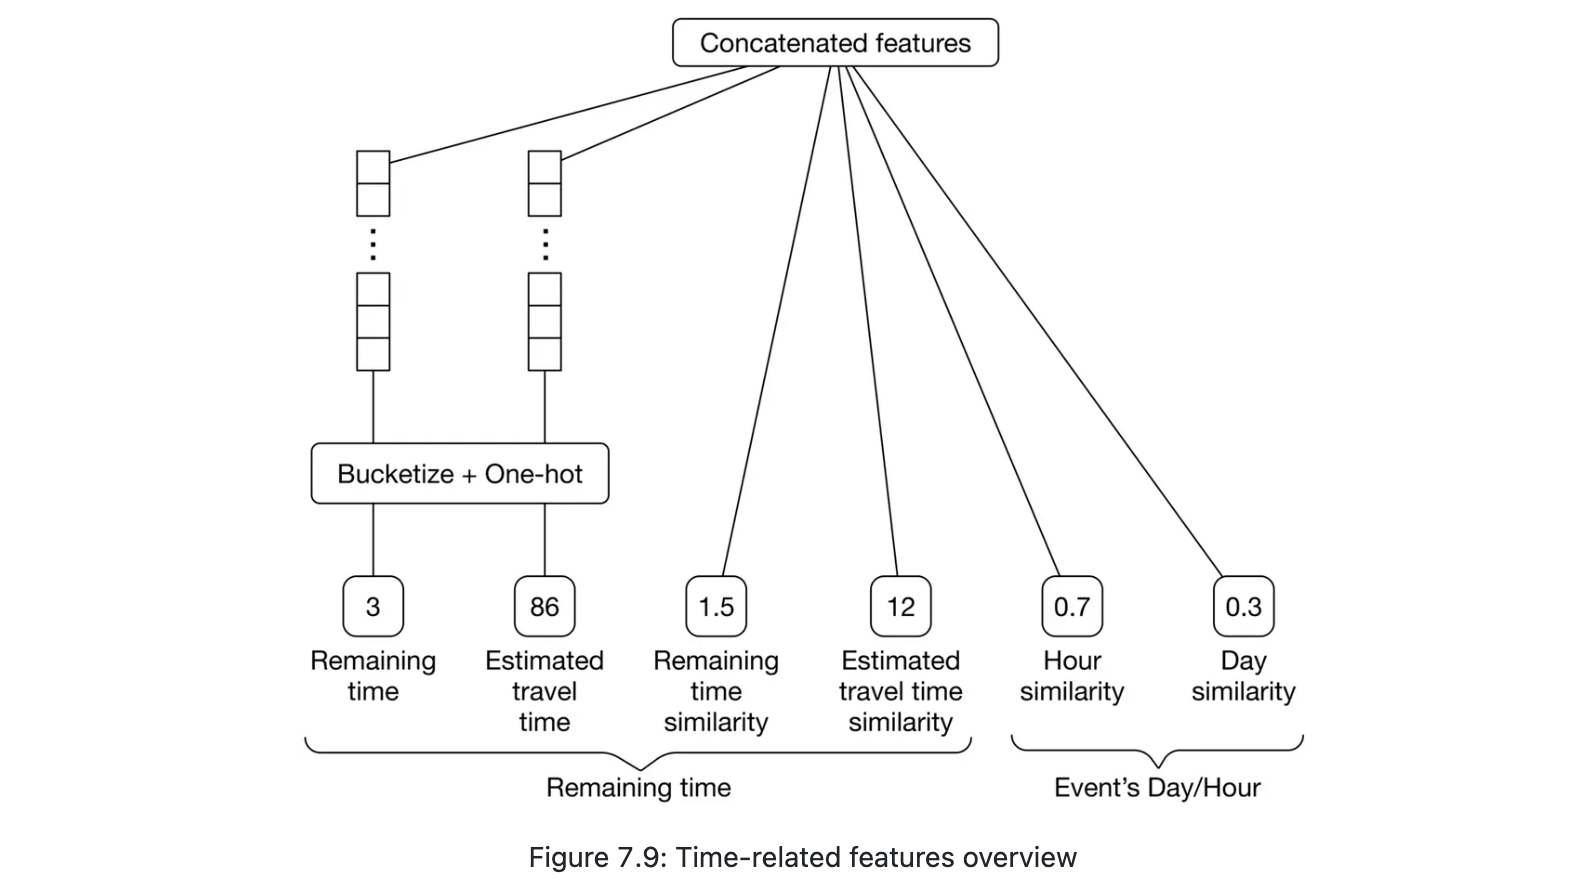 Concatenated features
Bucketize + One-hot
3
86
1.5
12
0.7
0.3
Remaining
time
Estimated
travel
time
Remaining
time
similarity
Estimated
travel time
similarity
Hour
similarity
Day
similarity
Remaining time
Event’s Day/Hour
Figure 7.9: Time-related features overview